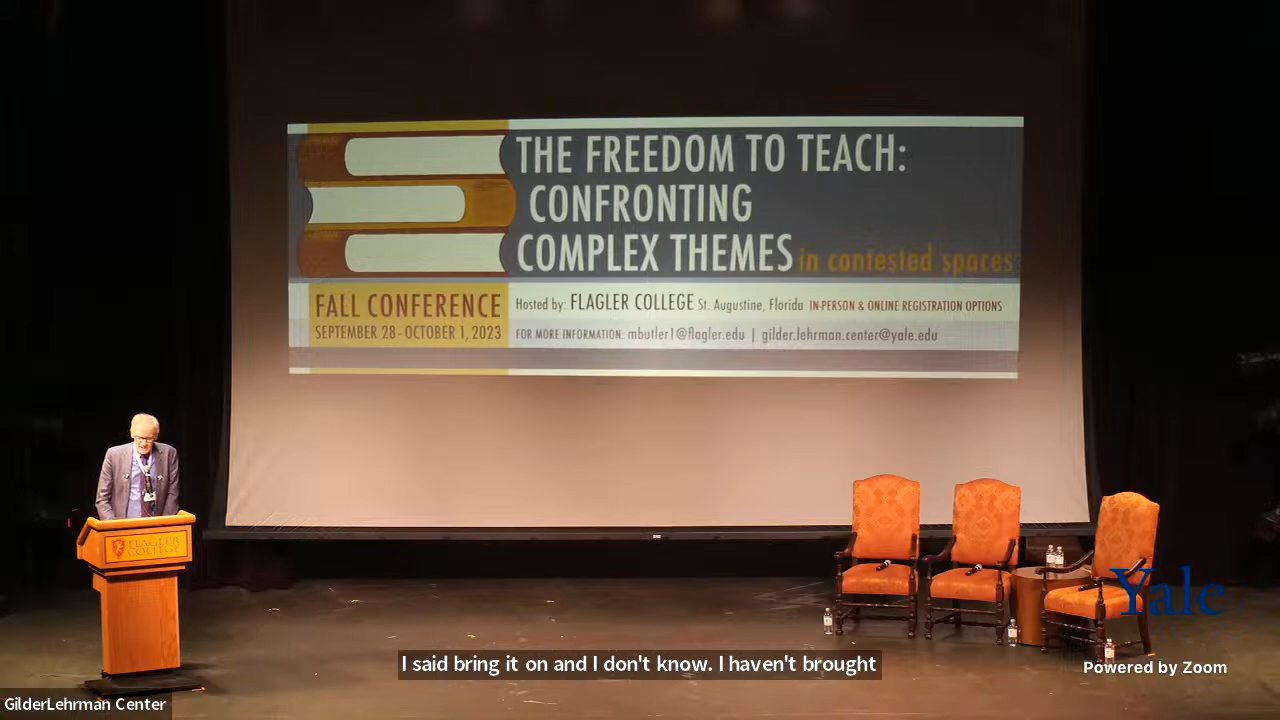 THE FREEDOM TO TEACH:
CONFRONTING
COMPLEX THEMES in contested spaces
FALL CONFERENCE
SEPTEMBER 28-OCTOBER 1, 2023
Hosted by: FLAGLER COLLEGE St. Augustine, Florida IN-PERSON & ONLINE REGISTRATION OPTIONS
FOR MORE INFORMATION: mbutler1@flagler.edu | gilder.lehrman.center@yale.edu
FLAGLER
COLLEGE
Yale
I said bring it on and I don't know. I haven't brought
Powered by Zoom
GilderLehrman Center